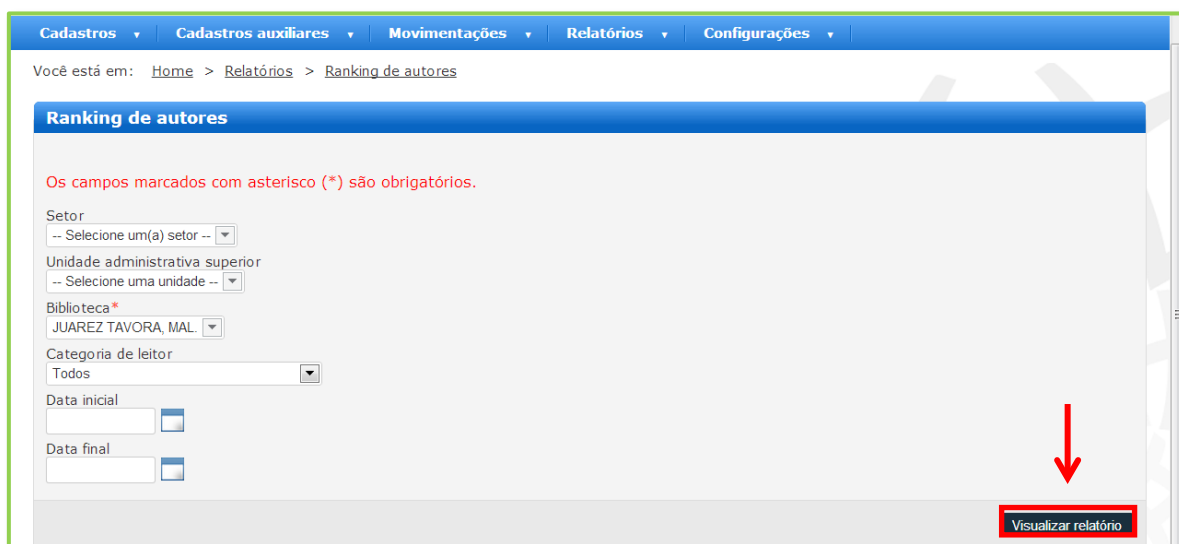 Cadastros Cadastros auxiliares Movimentações Relatórios Configurações
Você está em: Home > Relatórios > Ranking de autores
Ranking de autores
Os campos marcados com asterisco (*) são obrigatórios.
Setor
-- Selecione um(a) setor --
Unidade administrativa superior
-- Selecione uma unidade --
Biblioteca*
JUAREZ TAVORA, MAL.
Categoria de leitor
Todos
Data inicial
Data final
Visualizar relatório